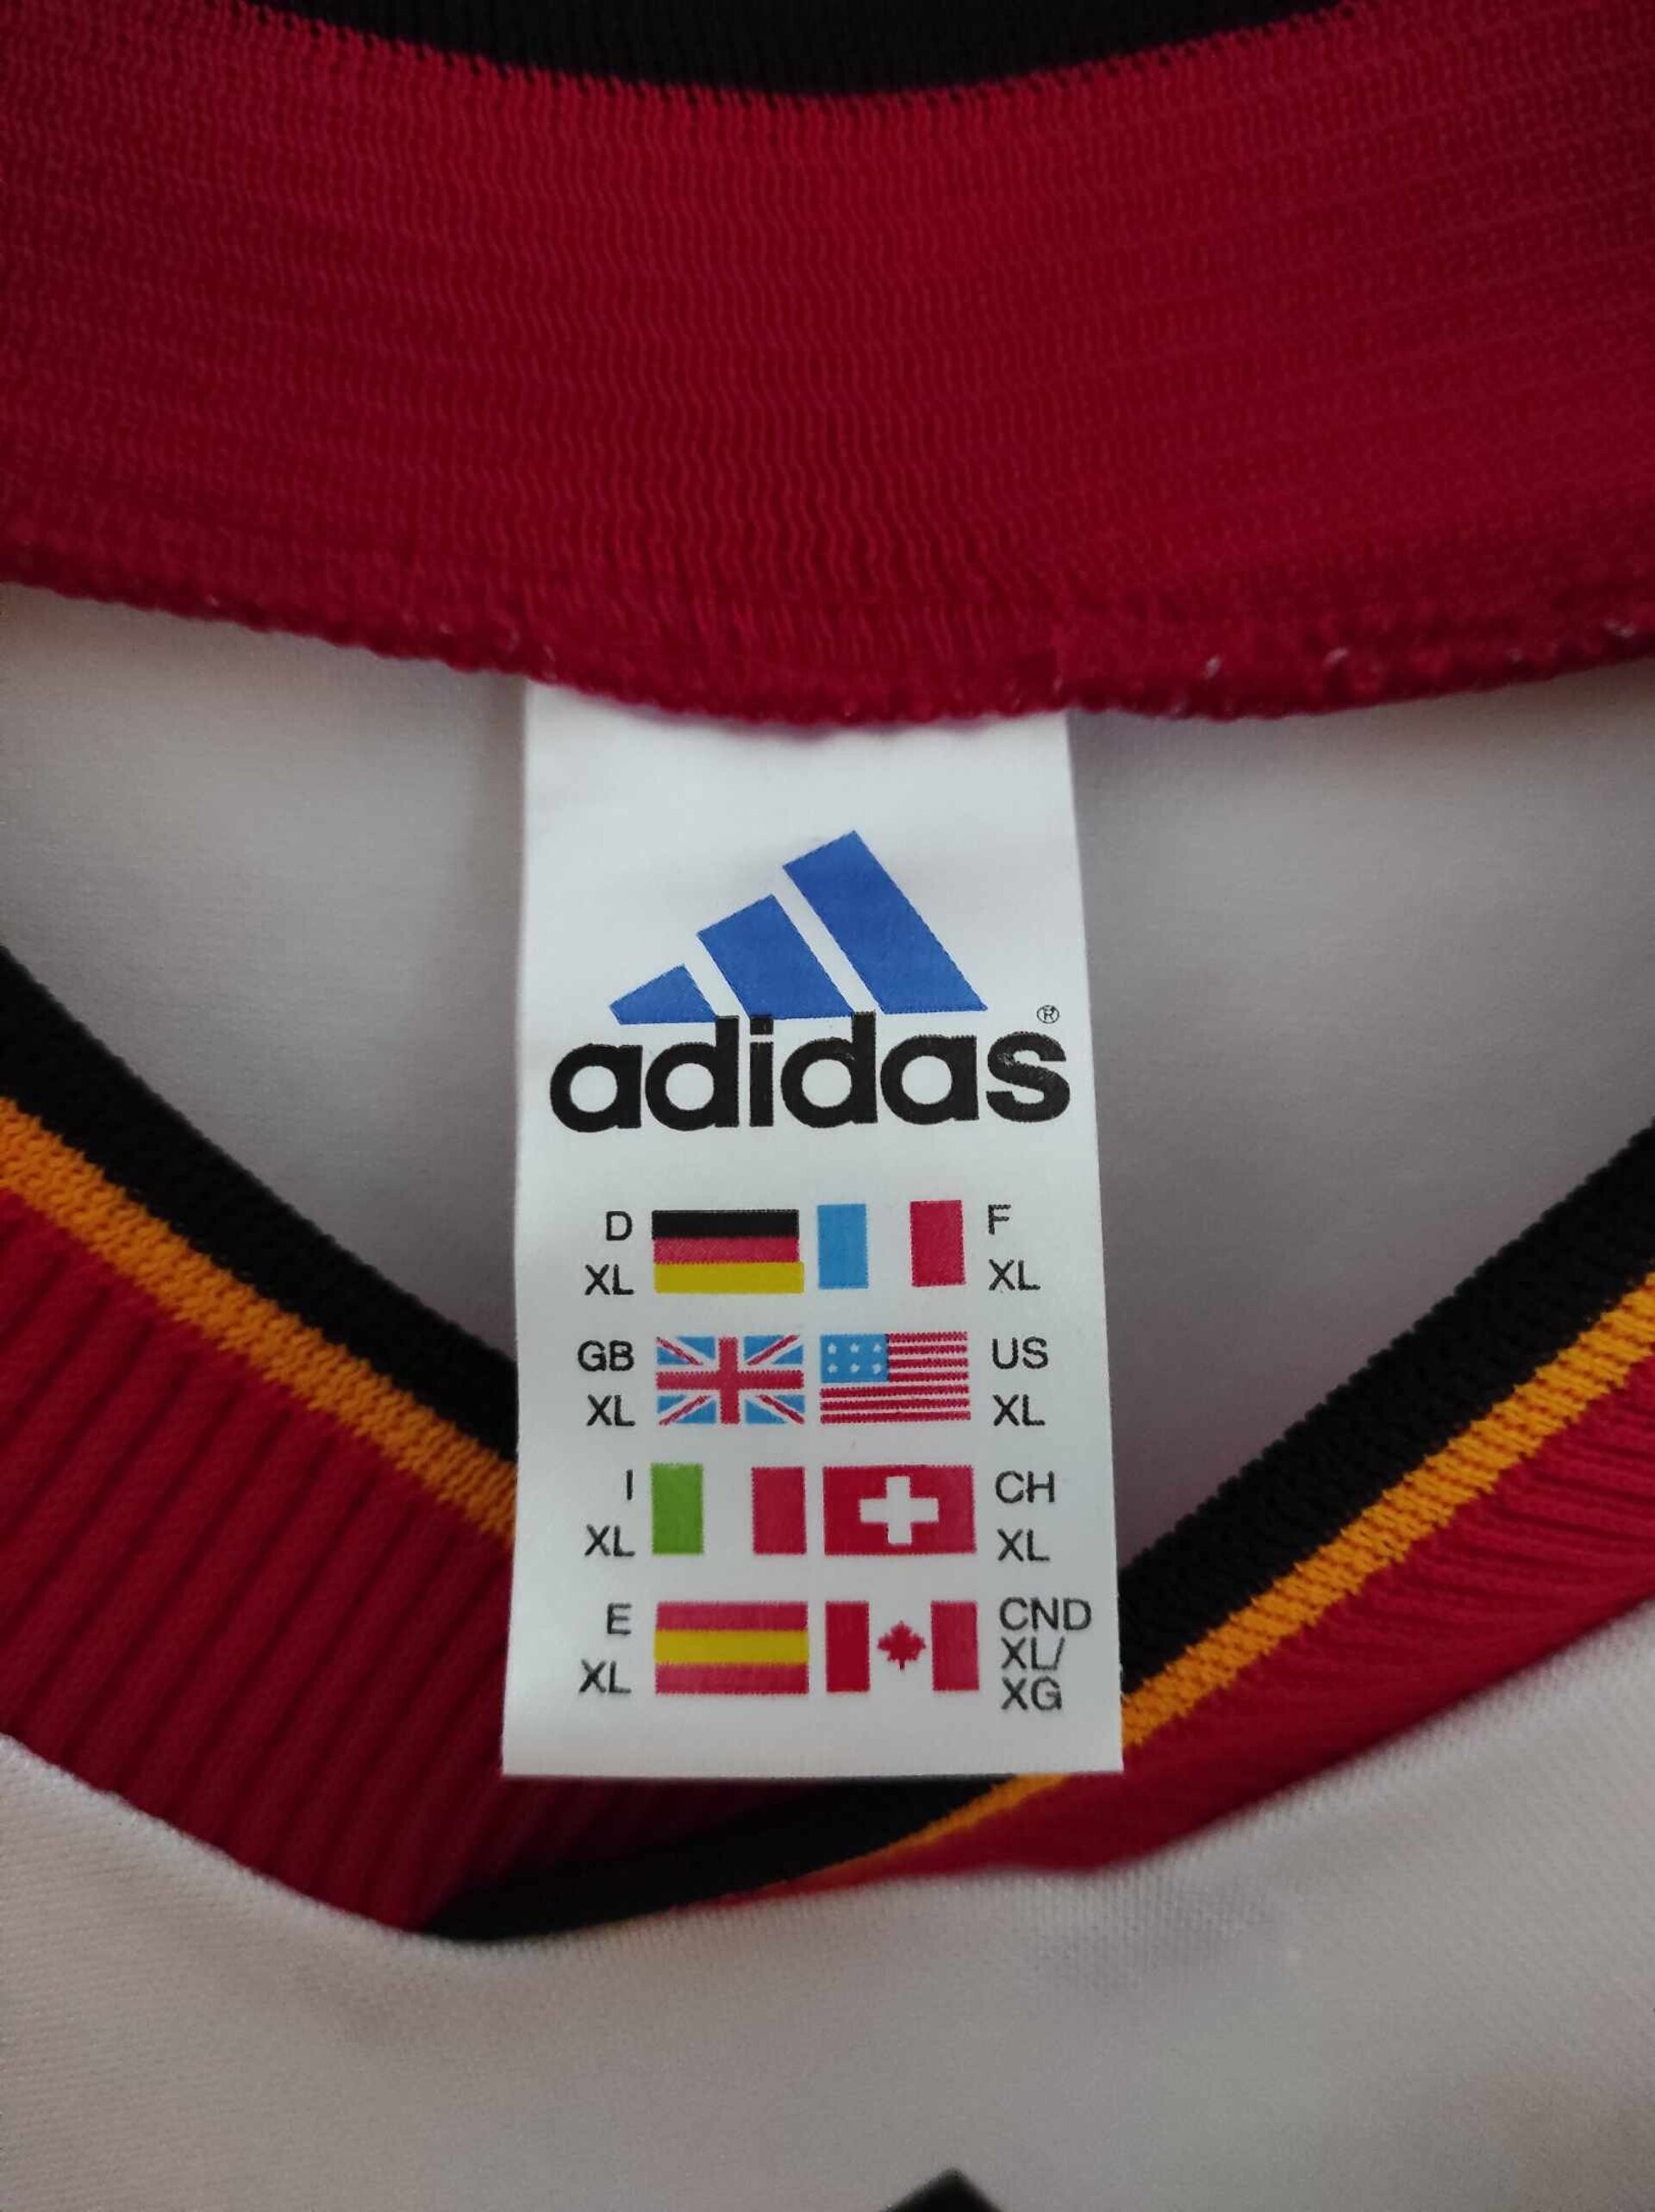 adidas®
D F
XL XL
GB US
XL XL
I CH
XL XL
E CND
XL XL/
XG